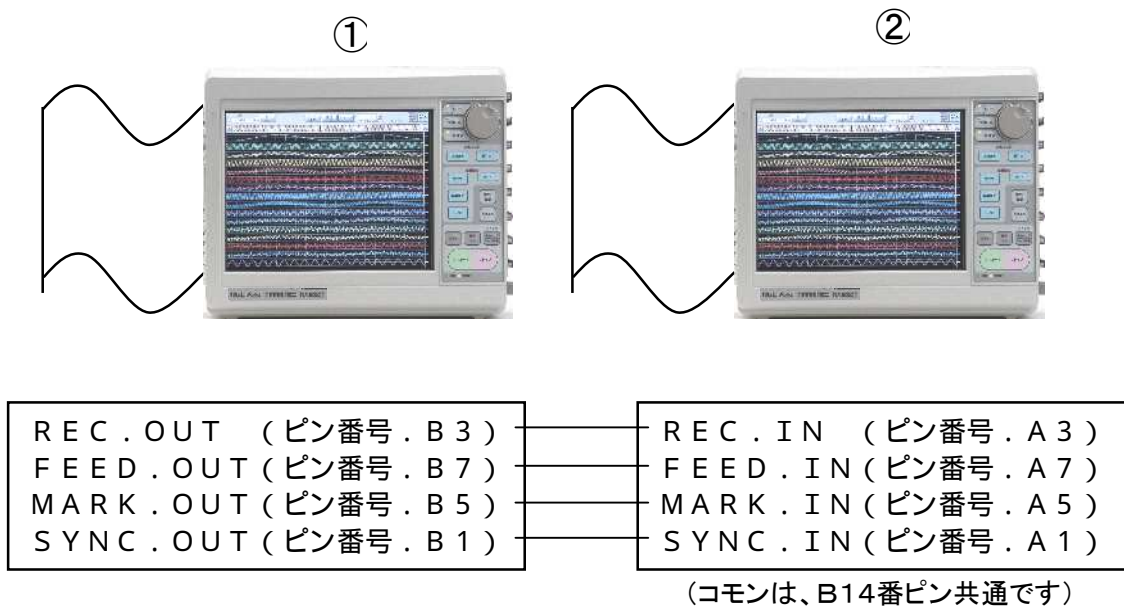 ① ②
REC.OUT (ピン番号.B3) REC.IN (ピン番号.A3)
FEED.OUT(ピン番号.B7) FEED.IN(ピン番号.A7)
MARK.OUT(ピン番号.B5) MARK.IN(ピン番号.A5)
SYNC.OUT(ピン番号.B1) SYNC.IN(ピン番号.A1)
(コモンは、B14番ピン共通です)